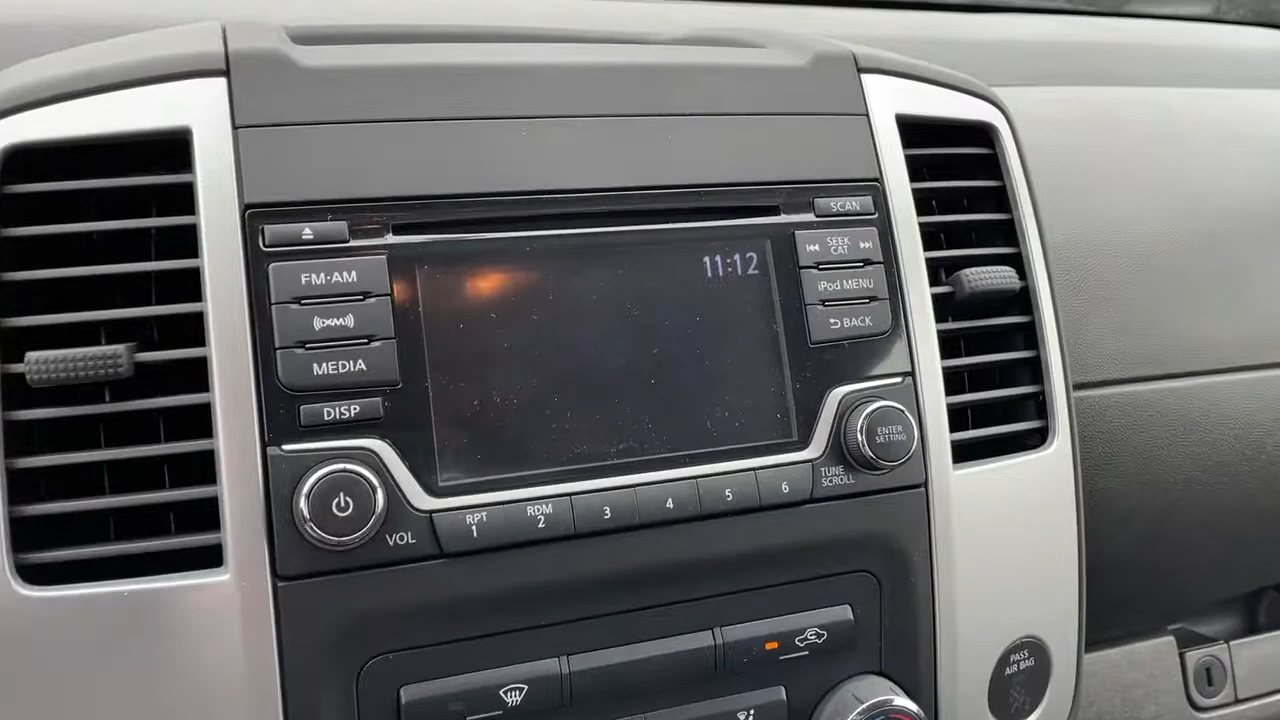 SCAN
FM·AM
11:12
SEEK
CAT
iPod MENU
XM
BACK
MEDIA
DISP
ENTER
SETTING
TUNE
SCROLL
VOL
RPT
1
RDM
2
3
4
5
6
PASS
AIR BAG